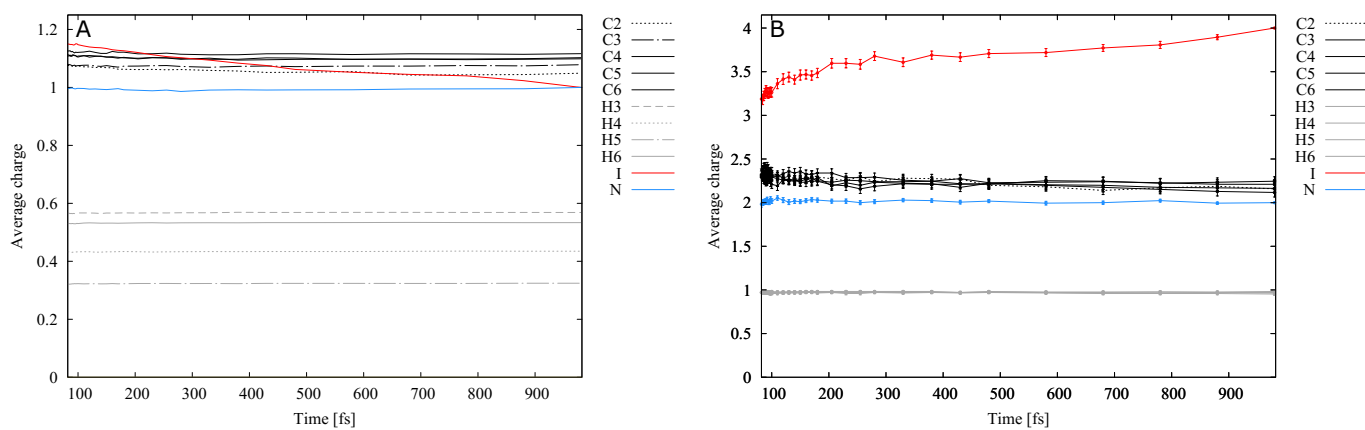 A
Average charge
1.2
1
0.8
0.6
0.4
0.2
0
100 200 300 400 500 600 700 800 900
Time [fs]
C2
C3
C4
C5
C6
H3
H4
H5
H6
I
N
B
Average charge
4
3.5
3
2.5
2
1.5
1
0.5
0
100 200 300 400 500 600 700 800 900
Time [fs]
C2
C3
C4
C5
C6
H3
H4
H5
H6
I
N